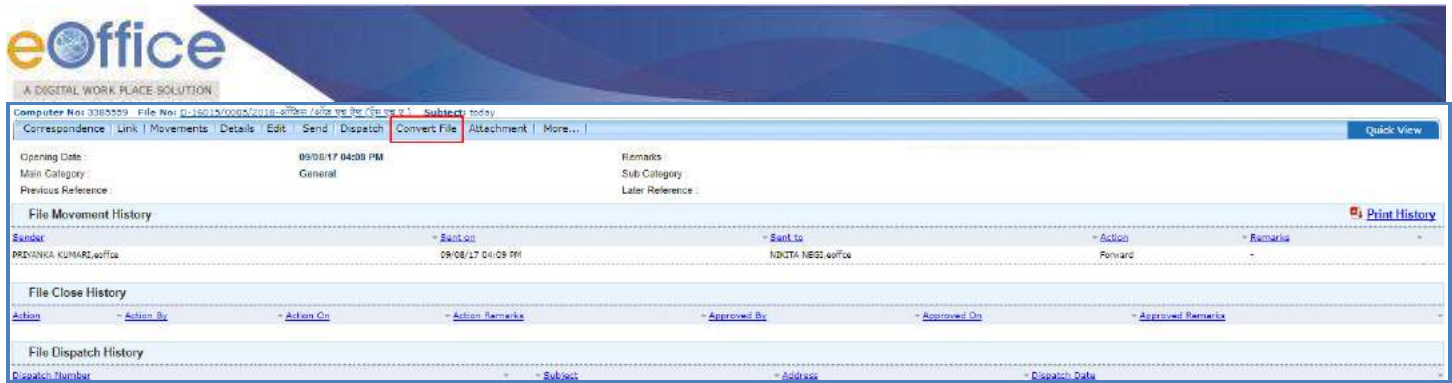 eOffice
A DIGITAL WORK PLACE SOLUTION
Computer No: 3385559 File No: D-16015/0005/2018- Subject: today
Correspondence | Link | Movements | Details | Edit | Send | Dispatch | Convert File | Attachment | More... |
Quick View
Opening Date : 09/08/17 04:08 PM Remarks :
Main Category : General Sub Category :
Previous Reference : Later Reference :
File Movement History
Print History
Sender Sent on Sent to Action Remarks
PRIYANKA KUMARI,eoffice 09/08/17 04:09 PM NIKITA NEGI,eoffice Forward -
File Close History
Action Action By Action On Action Remarks Approved By Approved On Approved Remarks
File Dispatch History
Dispatch Number Subject Address Dispatch Date